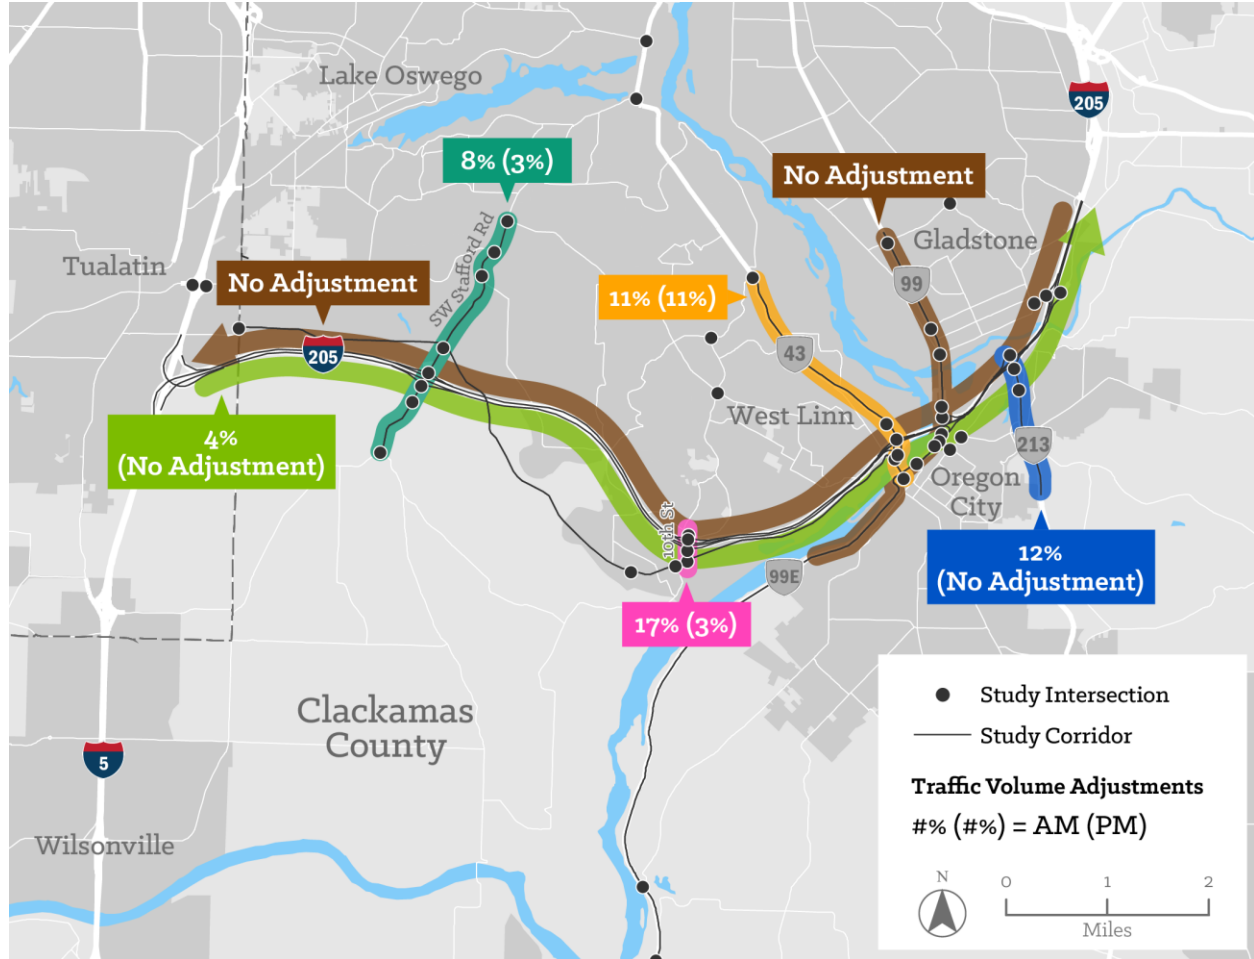 Lake Oswego
205
8% (3%)
No Adjustment
SW Stafford Rd
Gladstone
Tualatin
No Adjustment
11% (11%)
99
205
43
West Linn
4%
(No Adjustment)
213
Oregon
City
10th St
99E
12%
(No Adjustment)
17% (3%)
Clackamas
County
5
Wilsonville
Study Intersection
Study Corridor
Traffic Volume Adjustments
#% (#%) = AM (PM)
N
0 1 2
Miles